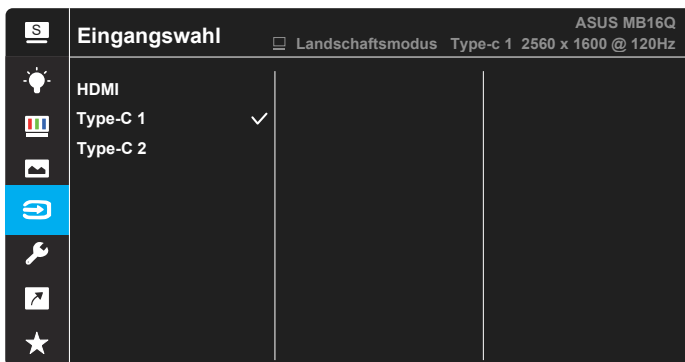 S
Eingangswahl
ASUS MB16Q
Landschaftsmodus Type-c 1 2560 x 1600 @ 120Hz
HDMI
Type-C 1
Type-C 2